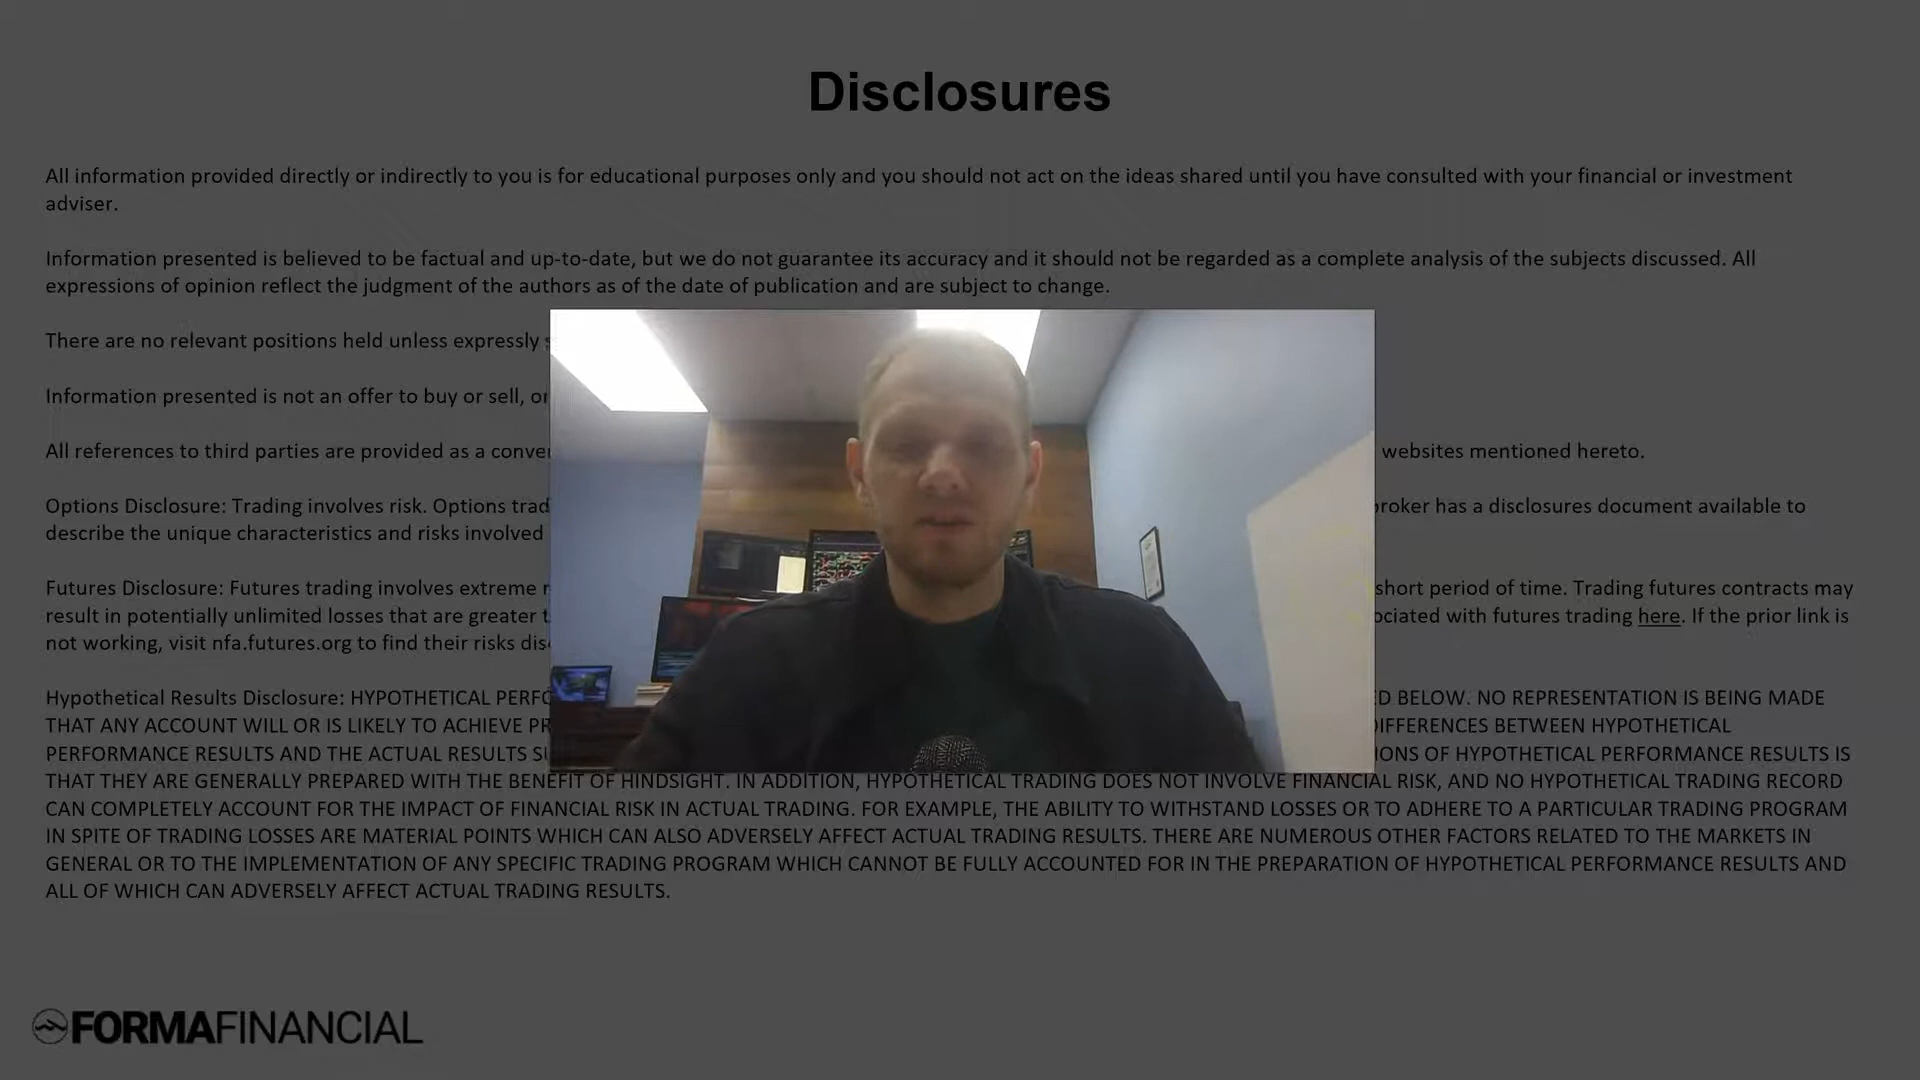 Disclosures
All information provided directly or indirectly to you is for educational purposes only and you should not act on the ideas shared until you have consulted with your financial or investment
adviser.
Information presented is believed to be factual and up-to-date, but we do not guarantee its accuracy and it should not be regarded as a complete analysis of the subjects discussed. All
expressions of opinion reflect the judgment of the authors as of the date of publication and are subject to change.
There are no relevant positions held unless expressly
Information presented is not an offer to buy or sell, or
All references to third parties are provided as a websites mentioned hereto.
Options Disclosure: Trading involves risk. Options broker has a disclosures document available to
describe the unique characteristics and risks involved
Futures Disclosure: Futures trading involves extreme short period of time. Trading futures contracts may
result in potentially unlimited losses that are greater with futures trading here. If the prior link is
not working, visit nfa.futures.org to find their risks
Hypothetical Results Disclosure: HYPOTHETICAL BELOW. NO REPRESENTATION IS BEING MADE
THAT ANY ACCOUNT WILL OR IS LIKELY TO ACHIEVE DIFFERENCES BETWEEN HYPOTHETICAL
PERFORMANCE RESULTS AND THE ACTUAL RESULTS OF HYPOTHETICAL PERFORMANCE RESULTS IS
THAT THEY ARE GENERALLY PREPARED WITH THE BENEFIT OF HINDSIGHT. IN ADDITION, HYPOTHETICAL TRADING DOES NOT INVOLVE FINANCIAL RISK, AND NO HYPOTHETICAL TRADING RECORD
CAN COMPLETELY ACCOUNT FOR THE IMPACT OF FINANCIAL RISK IN ACTUAL TRADING. FOR EXAMPLE, THE ABILITY TO WITHSTAND LOSSES OR TO ADHERE TO A PARTICULAR TRADING PROGRAM
IN SPITE OF TRADING LOSSES ARE MATERIAL POINTS WHICH CAN ALSO ADVERSELY AFFECT ACTUAL TRADING RESULTS. THERE ARE NUMEROUS OTHER FACTORS RELATED TO THE MARKETS IN
GENERAL OR TO THE IMPLEMENTATION OF ANY SPECIFIC TRADING PROGRAM WHICH CANNOT BE FULLY ACCOUNTED FOR IN THE PREPARATION OF HYPOTHETICAL PERFORMANCE RESULTS AND
ALL OF WHICH CAN ADVERSELY AFFECT ACTUAL TRADING RESULTS.
FORMAFINANCIAL